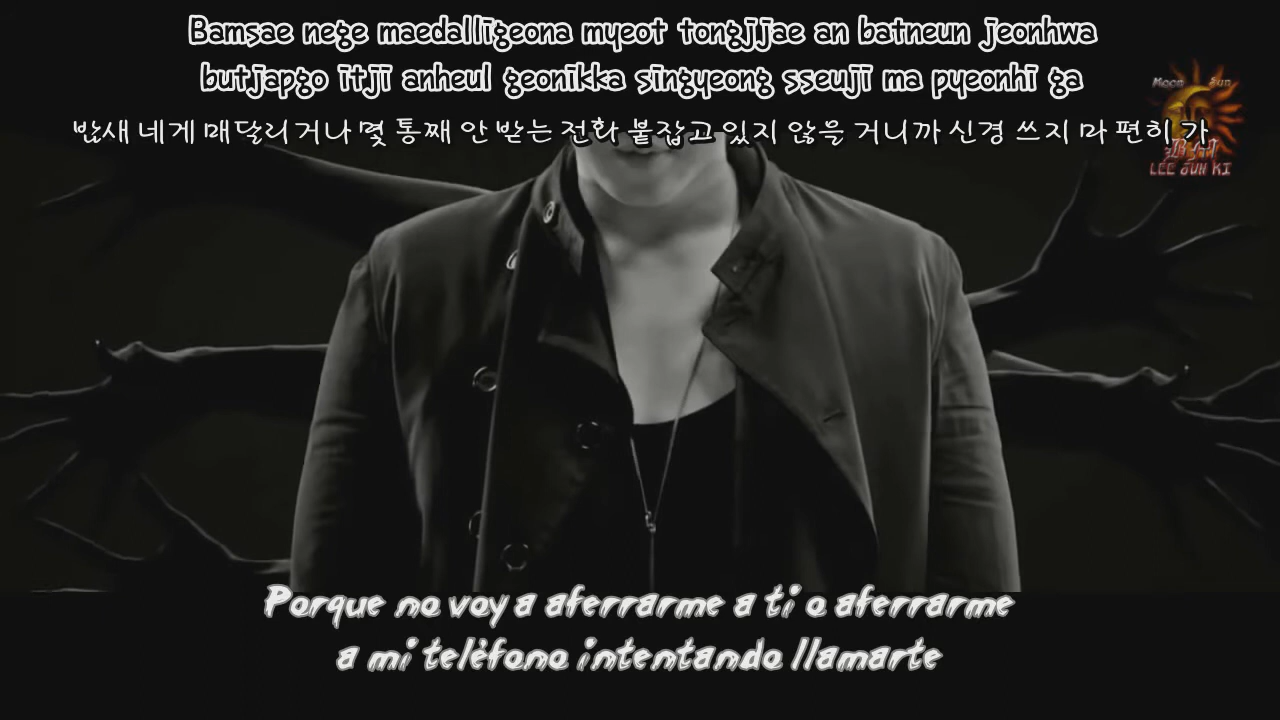 Bamsae nege maedalligeona myeot tongjjae an batneun jeonhwa
butjapgo itji anheul geonikka singyeong sseuji ma pyeonhi ga
밤새 네게 매달리거나 몇 통째 안 받는 전화 붙잡고 있지 않을 거니까 신경 쓰지 마 편히 가
Moon Sun
LEE JUN KI
Porque no voy a aferrarme a ti o aferrarme
a mi telèfono intentando llamarte